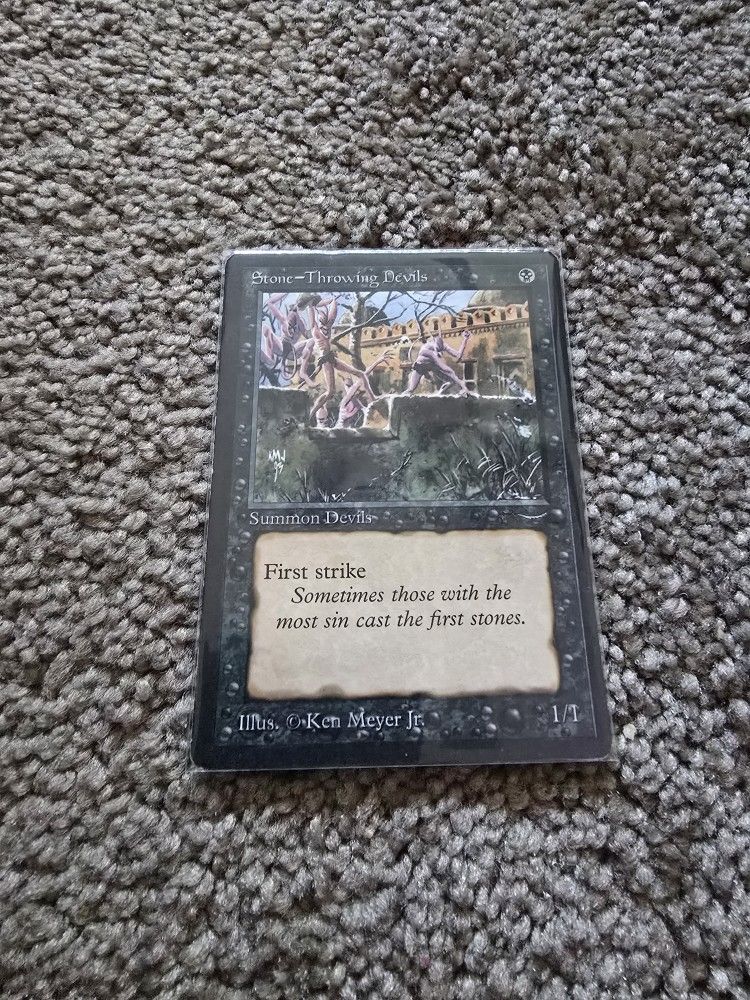 Stone-Throwing Devils
Summon Devils
First strike
Sometimes those with the
most sin cast the first stones.
Illus. © Ken Meyer Jr.
1/1